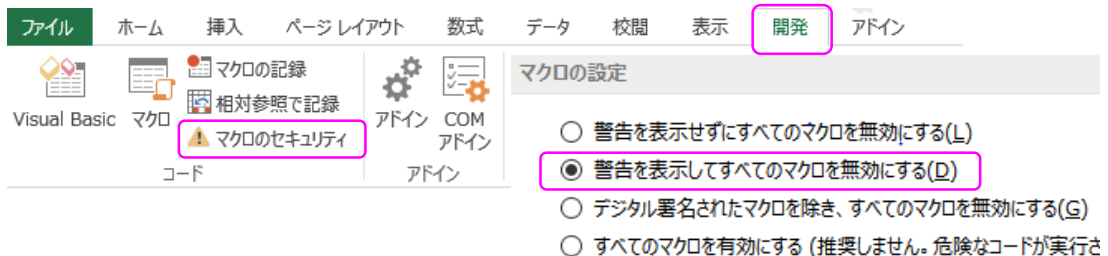 ファイル ホーム 挿入 ページ レイアウト 数式 データ 校閲 表示 開発 アドイン
マクロの記録
相対参照で記録
マクロのセキュリティ
Visual Basic マクロ
アドイン COM
アドイン
コード アドイン
マクロの設定
警告を表示せずにすべてのマクロを無効にする(L)
警告を表示してすべてのマクロを無効にする(D)
デジタル署名されたマクロを除き、すべてのマクロを無効にする(G)
すべてのマクロを有効にする (推奨しません。危険なコードが実行さ